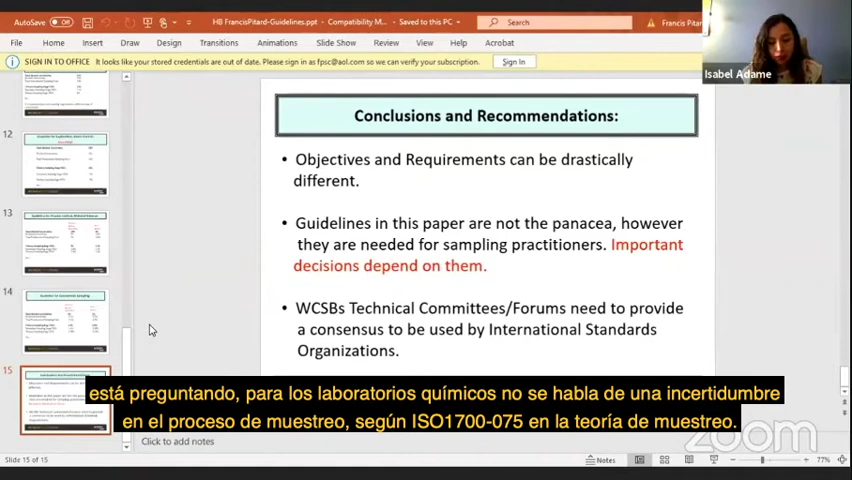 AutoSave Off
HB FrancisPitard-Guidelines.ppt - Compatibility M... - Saved to this PC
Search
Francis Pitar
File Home Insert Draw Design Transitions Animations Slide Show Review View Help Acrobat
SIGN IN TO OFFICE It looks like your stored credentials are out of date. Please sign in as fpsc@aol.com so we can verify your subscription. Sign In
Isabel Adame
12
13
14
15
Conclusions and Recommendations:
• Objectives and Requirements can be drastically
different.
• Guidelines in this paper are not the panacea, however
they are needed for sampling practitioners. Important
decisions depend on them.
• WCSBs Technical Committees/Forums need to provide
a consensus to be used by International Standards
Organizations.
está preguntando, para los laboratorios químicos no se habla de una incertidumbre
en el proceso de muestreo, según ISO1700-075 en la teoría de muestreo.
Click to add notes
zoom
Slide 15 of 15
Notes
77%